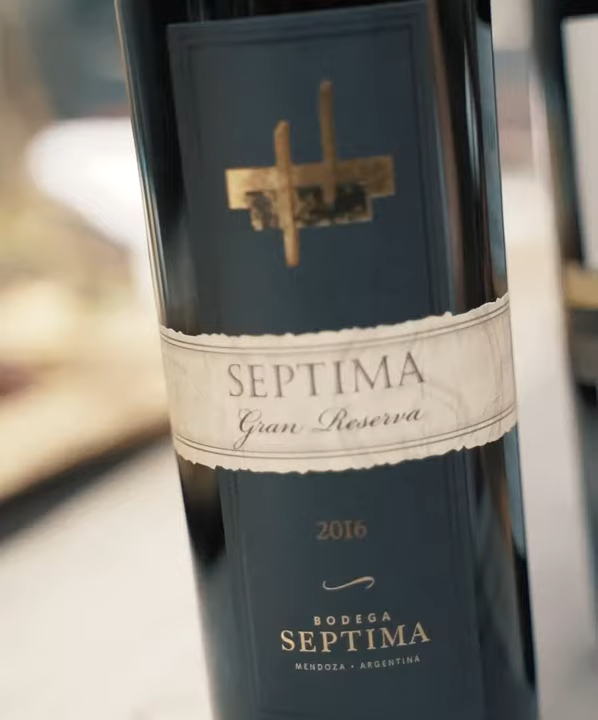 SEPTIMA
Gran Reserva
2016
BODEGA
SEPTIMA
MENDOZA • ARGENTINA